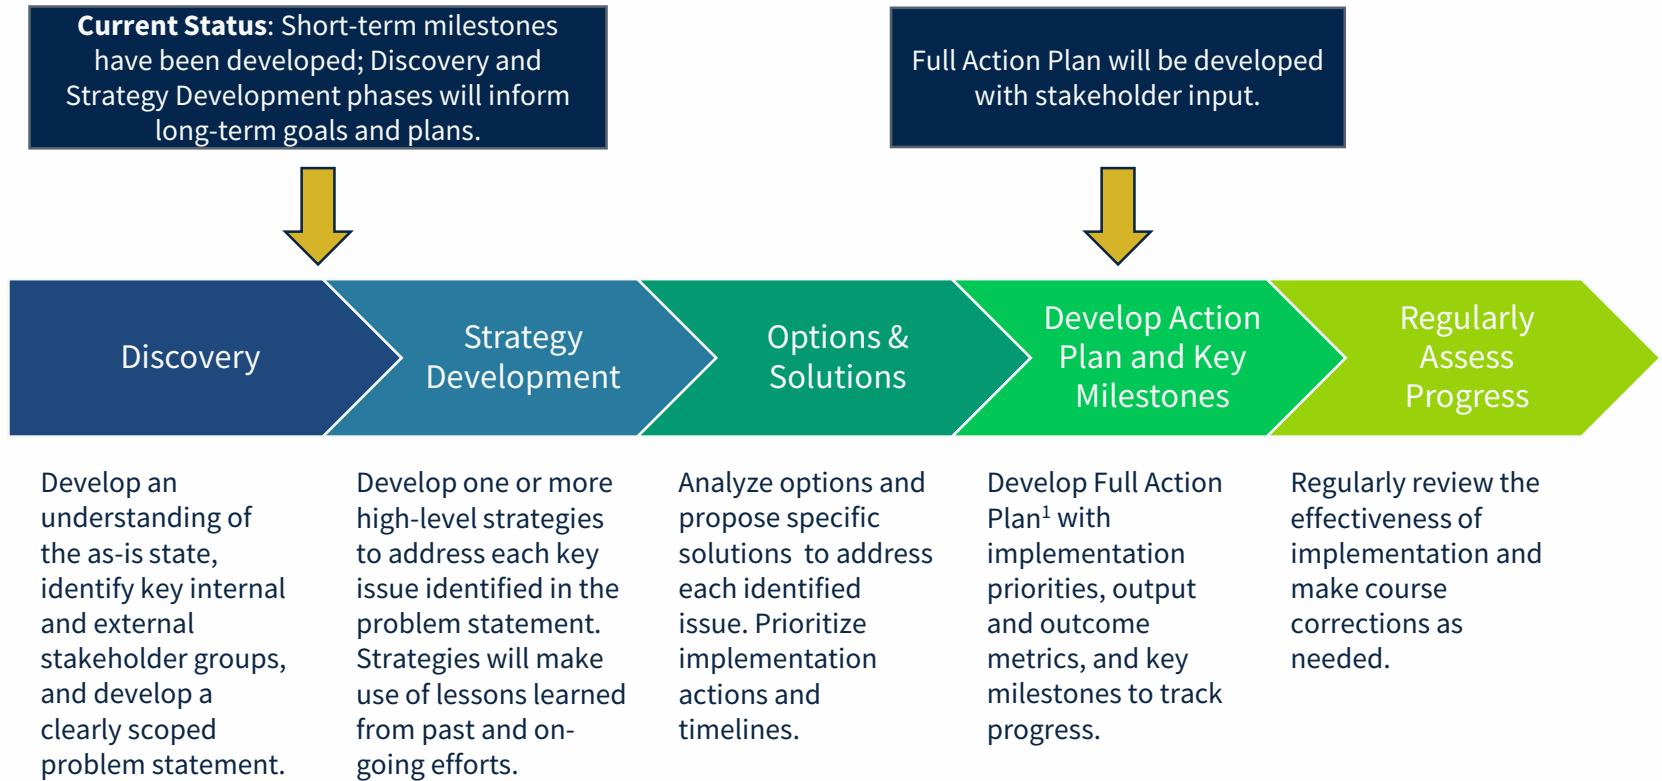 Current Status: Short-term milestones
have been developed; Discovery and
Strategy Development phases will inform
long-term goals and plans.
Full Action Plan will be developed
with stakeholder input.
Discovery
Strategy
Development
Options &
Solutions
Develop Action
Plan and Key
Milestones
Regularly
Assess
Progress
Develop an
understanding of
the as-is state,
identify key internal
and external
stakeholder groups,
and develop a
clearly scoped
problem statement.
Develop one or more
high-level strategies
to address each key
issue identified in the
problem statement.
Strategies will make
use of lessons learned
from past and on-
going efforts.
Analyze options and
propose specific
solutions to address
each identified
issue. Prioritize
implementation
actions and
timelines.
Develop Full Action
Plan¹ with
implementation
priorities, output
and outcome
metrics, and key
milestones to track
progress.
Regularly review the
effectiveness of
implementation and
make course
corrections as
needed.